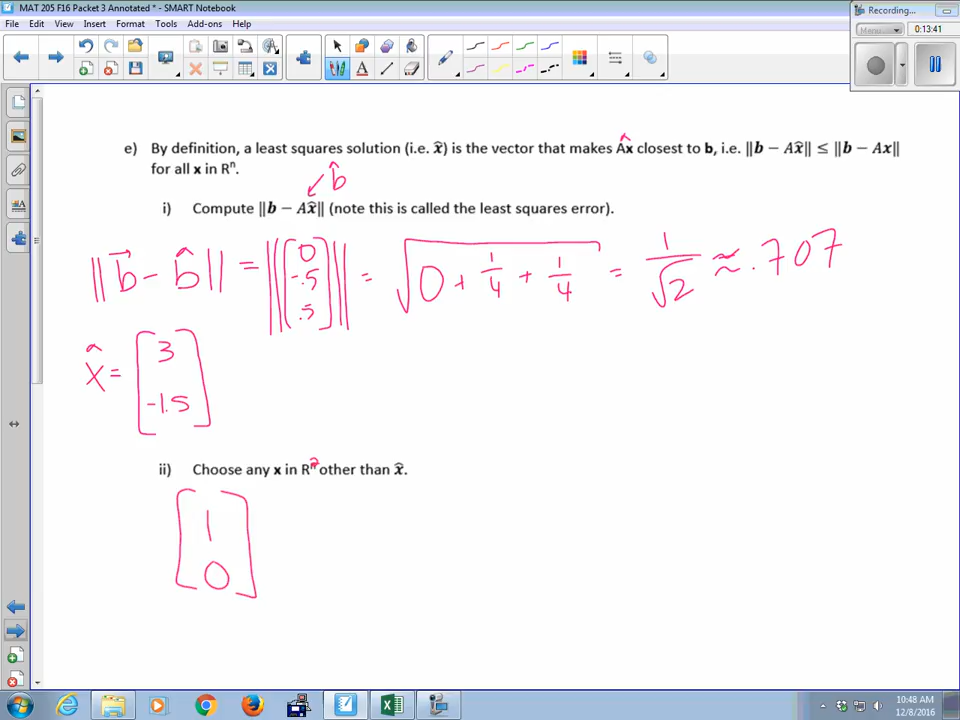 MAT 205 F16 Packet 3 Annotated * - SMART Notebook
Recording...
File Edit View Insert Format Tools Add-ons Help
Menu
0:13:41
e) By definition, a least squares solution (i.e. x̂) is the vector that makes Ax̂ closest to b, i.e. ‖b − Ax̂‖ ≤ ‖b − Ax‖
for all x in Rⁿ.
b̂
i) Compute ‖b − Ax̂‖ (note this is called the least squares error).
||b⃗ - b̂|| = ||[0 -.5 .5]|| = √(0 + 1/4 + 1/4) = 1/√2 ≈ .707
x̂ = [3 -1.5]
ii) Choose any x in R² other than x̂.
[1 0]
10:48 AM
12/8/2016